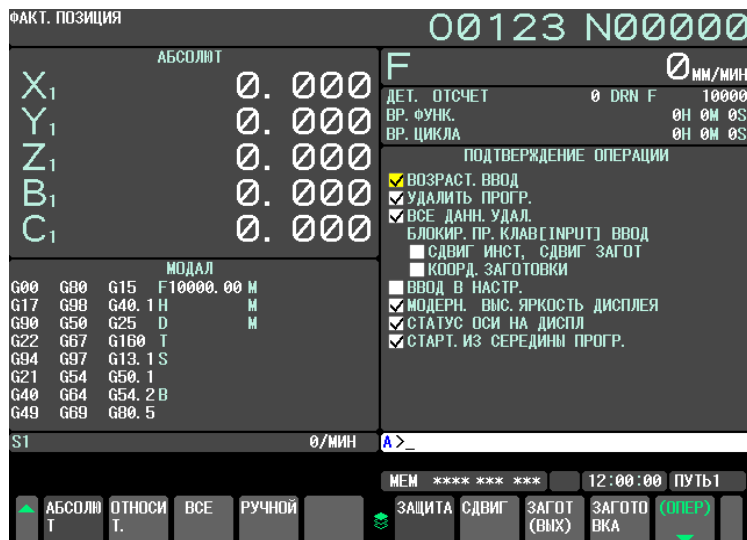 ФАКТ. ПОЗИЦИЯ
O0123 N00000
АБСОЛЮТ
X1 0. 000
Y1 0. 000
Z1 0. 000
B1 0. 000
C1 0. 000
F 0 ММ/МИН
ДЕТ. ОТСЧЕТ 0 DRN F 10000
ВР. ФУНК. 0H 0M 0S
ВР. ЦИКЛА 0H 0M 0S
ПОДТВЕРЖДЕНИЕ ОПЕРАЦИИ
ВОЗРАСТ. ВВОД
УДАЛИТЬ ПРОГР.
ВСЕ ДАНН. УДАЛ.
БЛОКИР. ПР. КЛАВ[INPUT] ВВОД
СДВИГ ИНСТ, СДВИГ ЗАГОТ
КООРД. ЗАГОТОВКИ
ВВОД В НАСТР.
МОДЕРН. ВЫС. ЯРКОСТЬ ДИСПЛЕЯ
СТАТУС ОСИ НА ДИСПЛ
СТАРТ. ИЗ СЕРЕДИНЫ ПРОГР.
МОДАЛ
G00 G80 G15 F10000. 00 M
G17 G98 G40. 1 H M
G90 G50 G25 D M
G22 G67 G160 T
G94 G97 G13. 1 S
G21 G54 G50. 1
G40 G64 G54. 2 B
G49 G69 G80. 5
S1 0/МИН
A >_
MEM **** *** *** 12:00:00 ПУТЬ1
АБСОЛЮ
Т
ОТНОСИ
Т.
ВСЕ
РУЧНОЙ
ЗАЩИТА
СДВИГ
ЗАГОТ
(ВЫХ)
ЗАГОТО
ВКА
(ОПЕР)